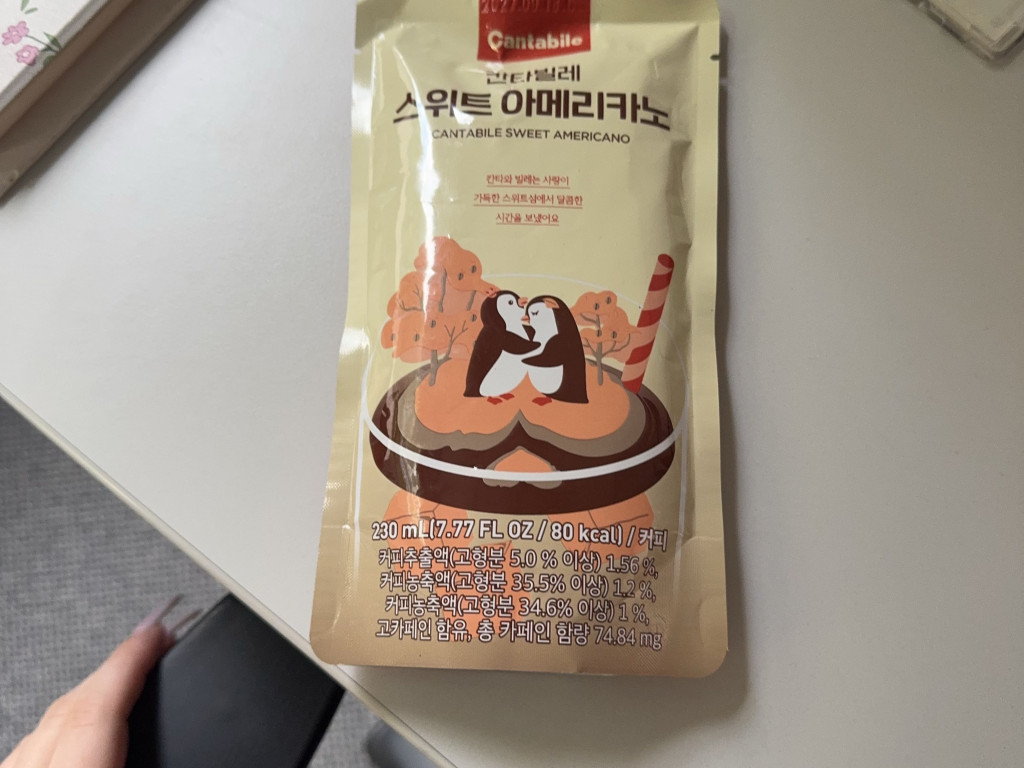 Cantabile
칸타빌레
스위트 아메리카노
CANTABILE SWEET AMERICANO
칸타와 빌레는 사랑이
가득한 스위트섬에서 달콤한
시간을 보냈어요
230 mL(7.77 FL OZ / 80 kcal) / 커피
커피추출액(고형분 5.0 % 이상) 1.56 %,
커피농축액(고형분 35.5% 이상) 1.2 %,
커피농축액(고형분 34.6% 이상) 1 %,
고카페인 함유, 총 카페인 함량 74.84 mg